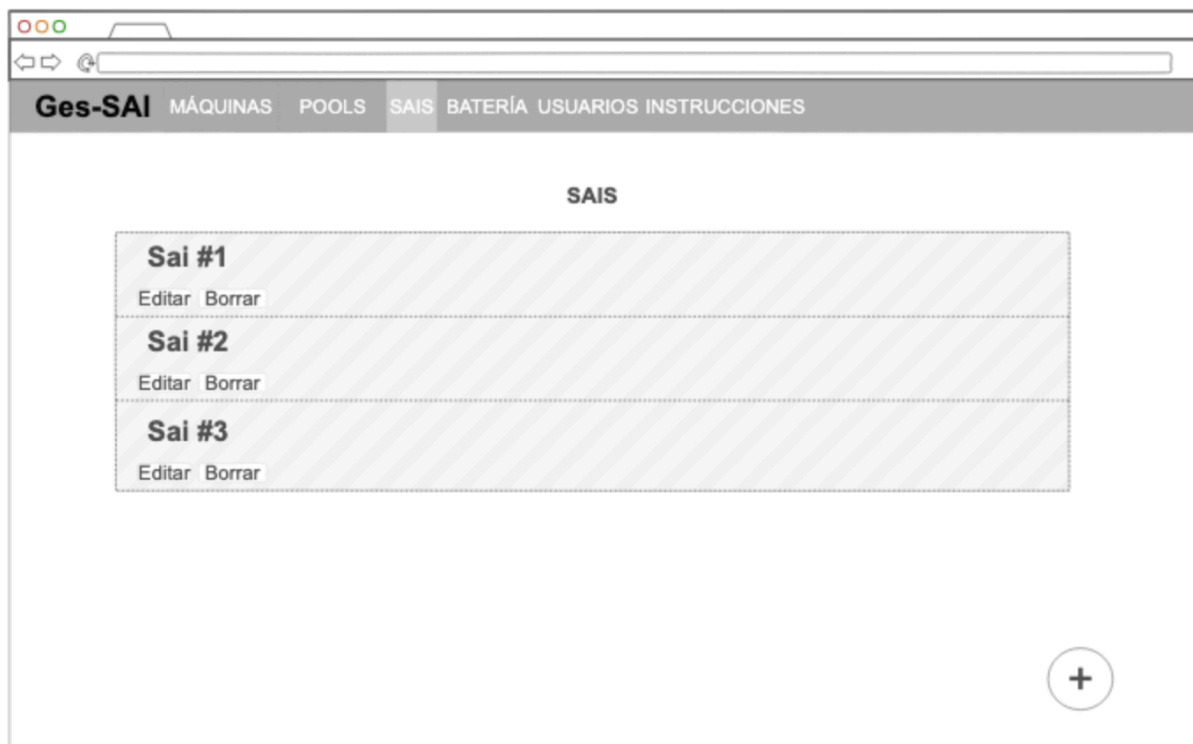 Ges-SAI MÁQUINAS POOLS SAIS BATERÍA USUARIOS INSTRUCCIONES
SAIS
Sai #1
Editar Borrar
Sai #2
Editar Borrar
Sai #3
Editar Borrar
+